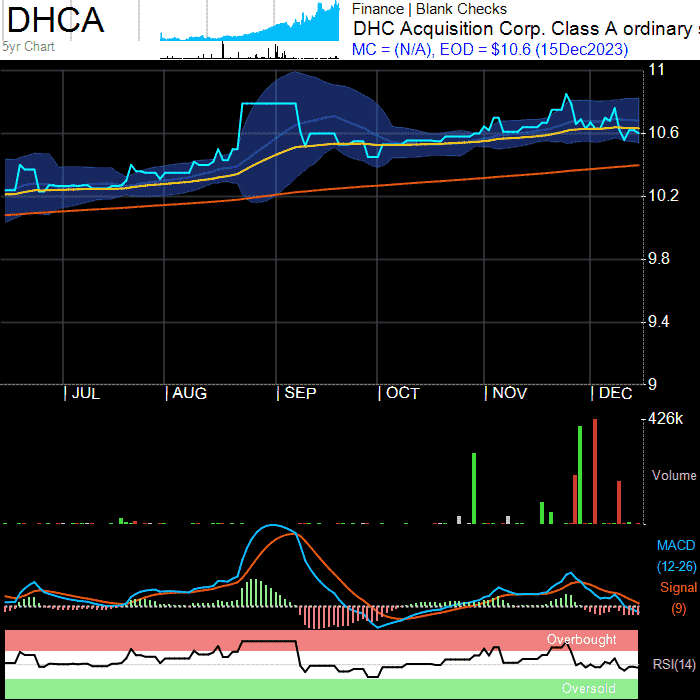 DHCA
5yr Chart
Finance | Blank Checks
DHC Acquisition Corp. Class A ordinary s
MC = (N/A), EOD = $10.6 (15Dec2023)
11
10.6
10.2
9.8
9.4
9
| JUL | AUG | SEP | OCT | NOV | DEC
426k
Volume
MACD
(12-26)
Signal
(9)
Overbought
RSI(14)
Oversold